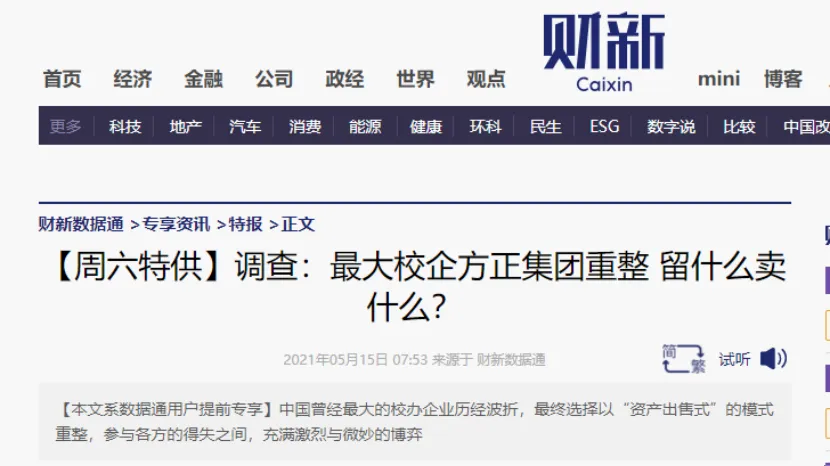 财新
Caixin
首页 经济 金融 公司 政经 世界 观点 mini 博客
更多 科技 地产 汽车 消费 能源 健康 环科 民生 ESG 数字说 比较 中国改
财新数据通 >专享资讯 >特报 >正文
【周六特供】调查：最大校企方正集团重整 留什么卖
什么？
2021年05月15日 07:53 来源于 财新数据通
简 繁 试听
【本文系数据通用户提前专享】中国曾经最大的校办企业历经波折，最终选择以“资产出售式”的模式
重整，参与各方的得失之间，充满激烈与微妙的博弈